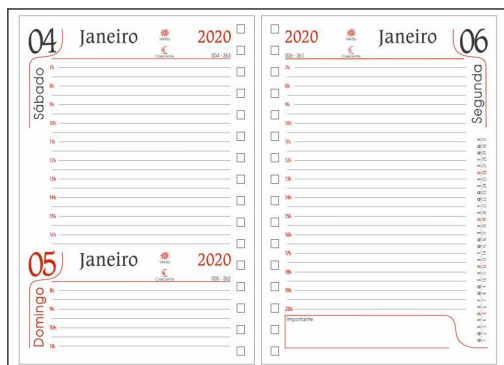 04 Janeiro Verão 2020
Crescente 004 - 362
Sábado
7h
8h
9h
10h
11h
12h
13h
14h
15h
16h
05 Janeiro Verão 2020
Crescente 005 - 362
Domingo
8h
9h
10h
11h
2020 Verão Janeiro 06
006 - 361 Crescente
Segunda
7h
8h
9h
10h
11h
12h
13h
14h
15h
16h
17h
18h
19h
20h
Importante